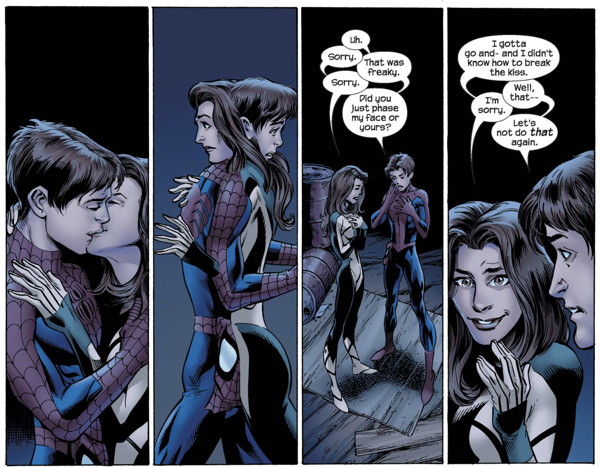 Uh.
Sorry.
That was
freaky.
Sorry.
Did you
just phase
my face or
yours?
I gotta
go and- and I didn't
know how to break
the kiss.
Well,
that--
I'm
sorry.
Let's
not do that
again.